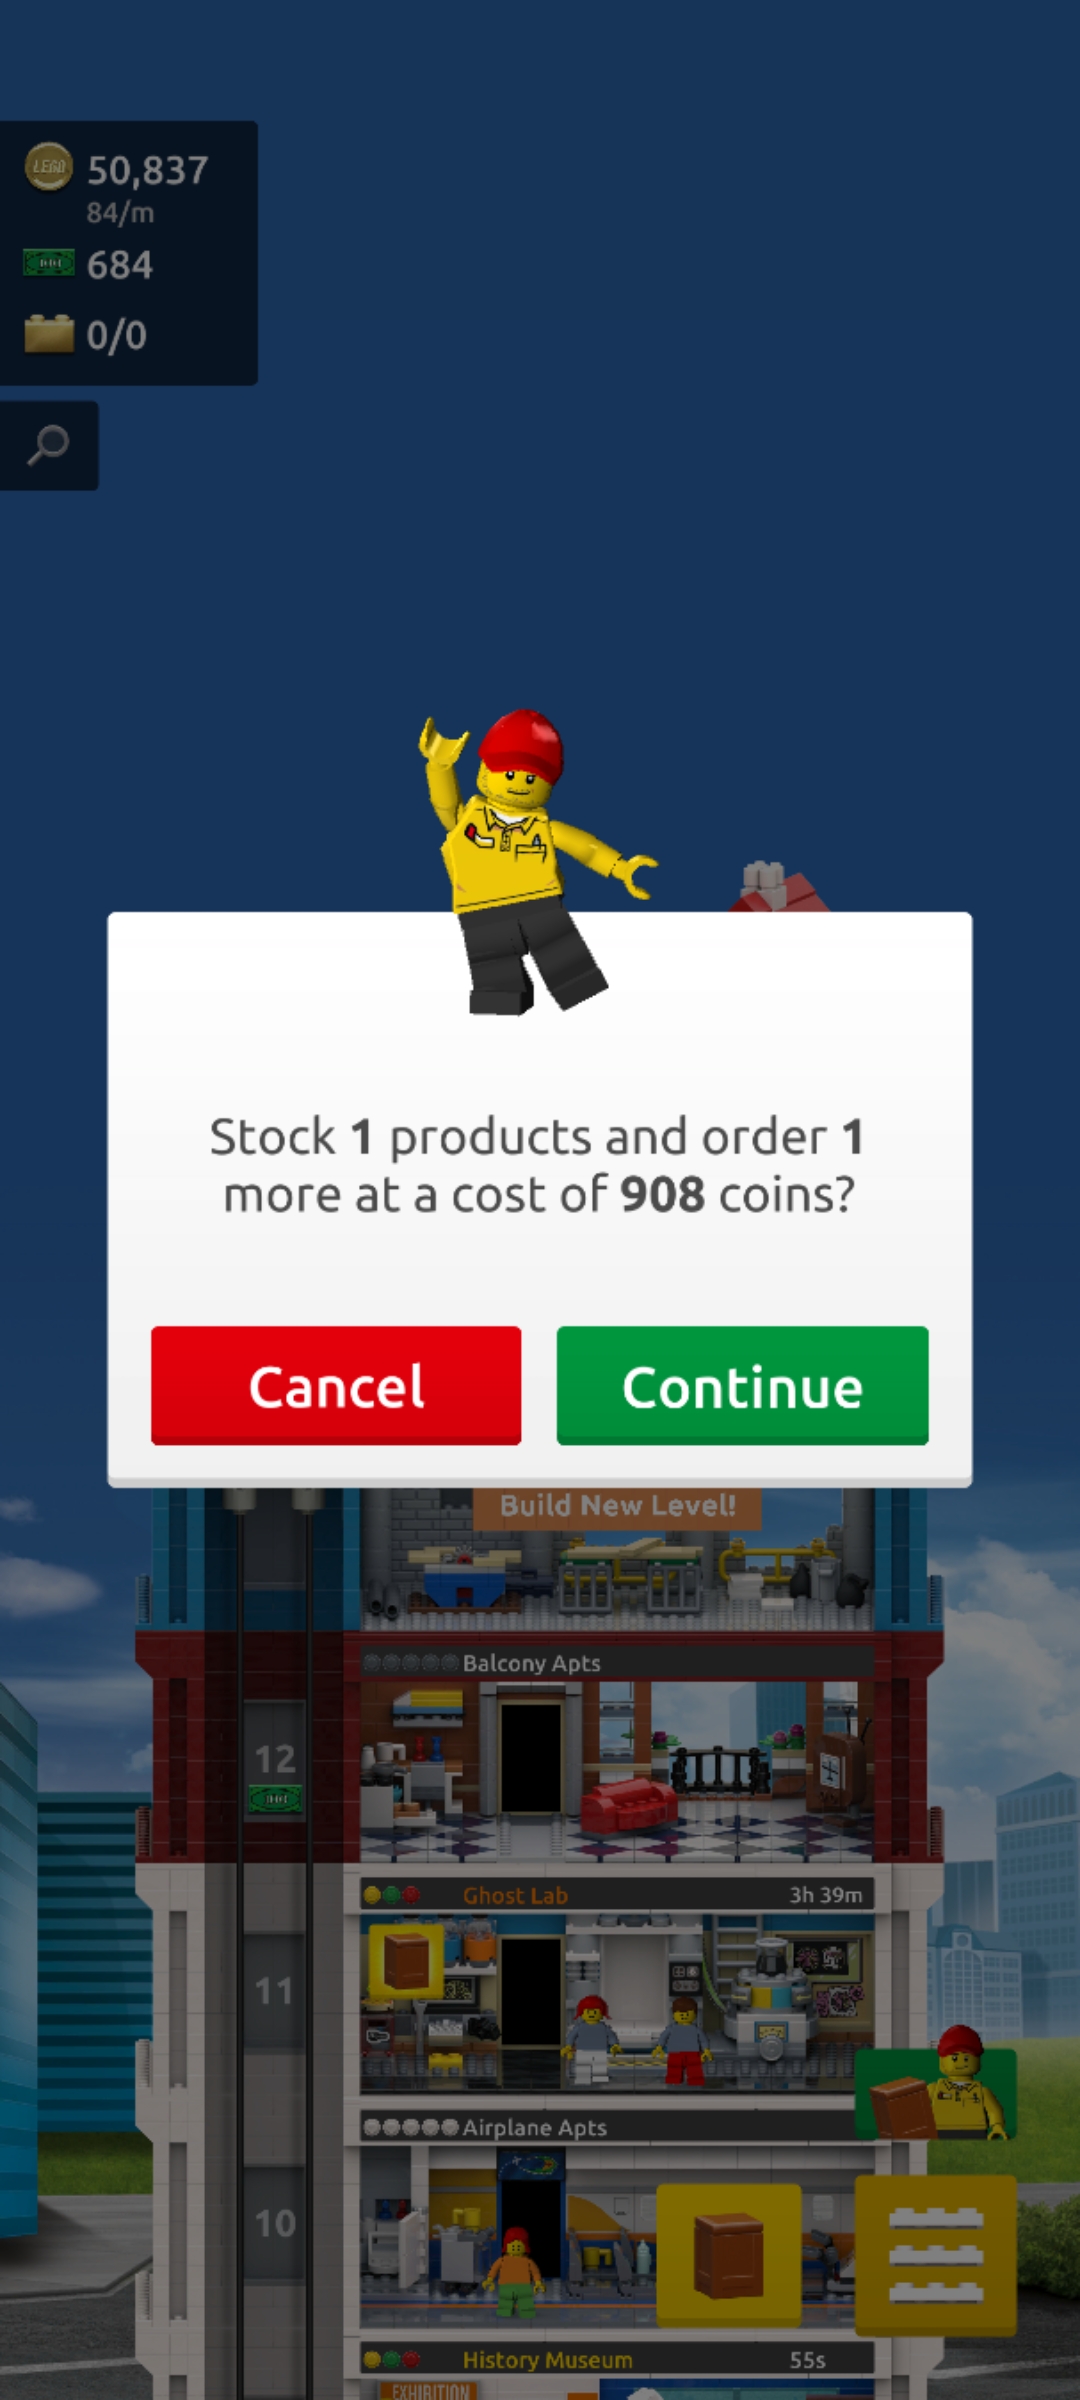 LEGO
50,837
84/m
684
0/0
Stock 1 products and order 1
more at a cost of 908 coins?
Cancel
Continue
Build New Level!
Balcony Apts
12
Ghost Lab
3h 39m
11
Airplane Apts
10
History Museum
55s
EXHIBITION